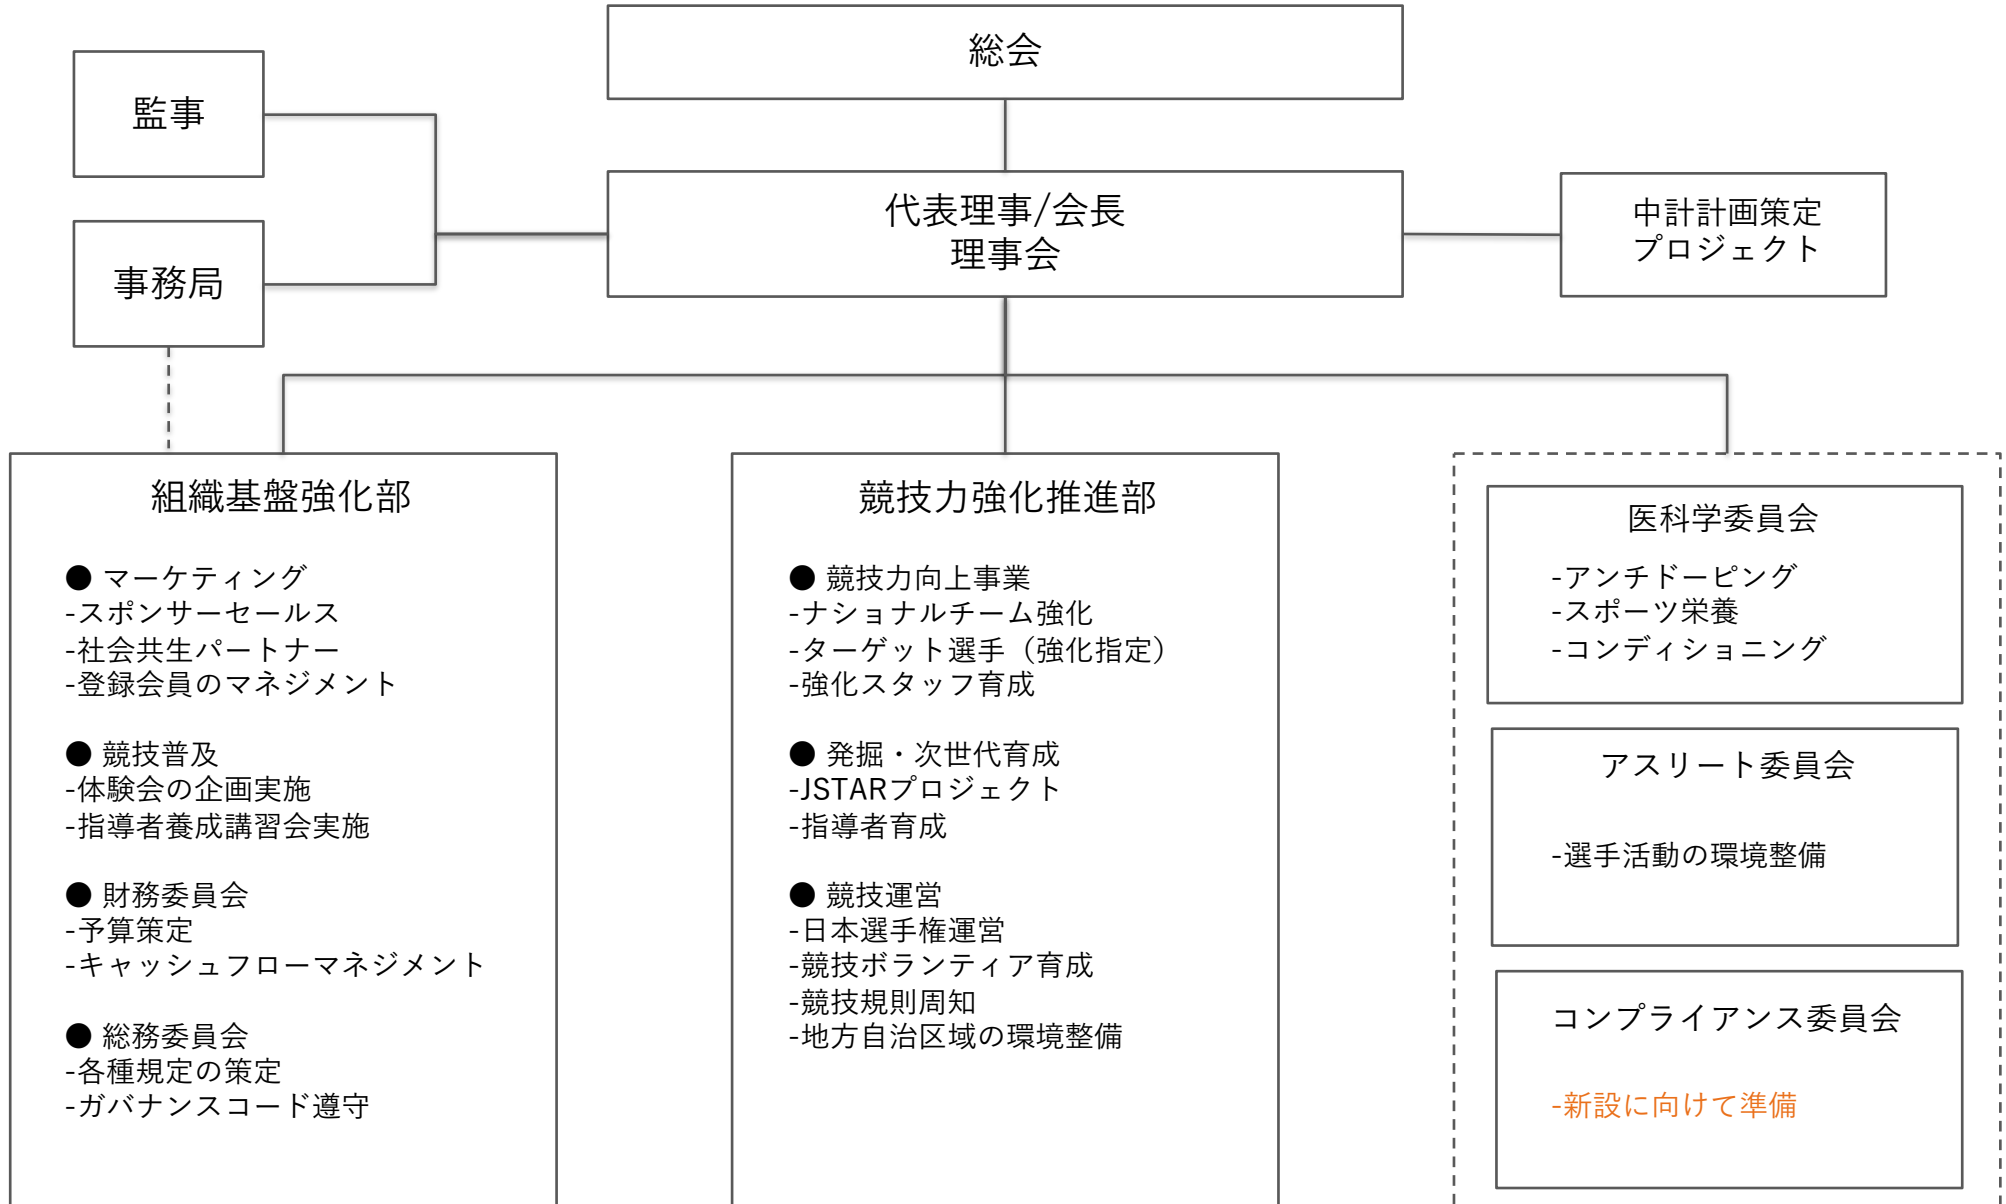 総会
監事
代表理事/会長
理事会
中計計画策定
プロジェクト
事務局
組織基盤強化部
● マーケティング
-スポンサーセールス
-社会共生パートナー
-登録会員のマネジメント
● 競技普及
-体験会の企画実施
-指導者養成講習会実施
● 財務委員会
-予算策定
-キャッシュフローマネジメント
● 総務委員会
-各種規定の策定
-ガバナンスコード遵守
競技力強化推進部
● 競技力向上事業
-ナショナルチーム強化
-ターゲット選手（強化指定）
-強化スタッフ育成
● 発掘・次世代育成
-JSTARプロジェクト
-指導者育成
● 競技運営
-日本選手権運営
-競技ボランティア育成
-競技規則周知
-地方自治区域の環境整備
医科学委員会
-アンチドーピング
-スポーツ栄養
-コンディショニング
アスリート委員会
-選手活動の環境整備
コンプライアンス委員会
-新設に向けて準備